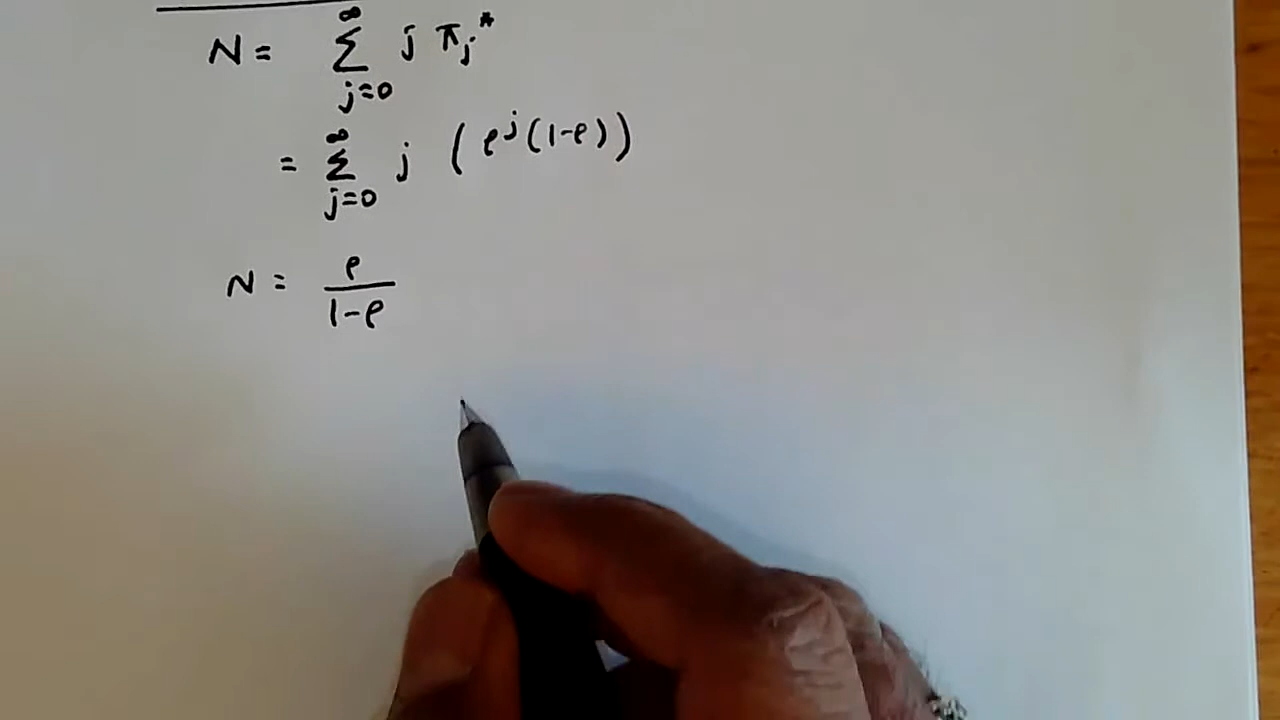 N = ∑_{j=0}^{∞} j π_j*
= ∑_{j=0}^{∞} j (ρ^j(1-ρ))
N = ρ/(1-ρ)